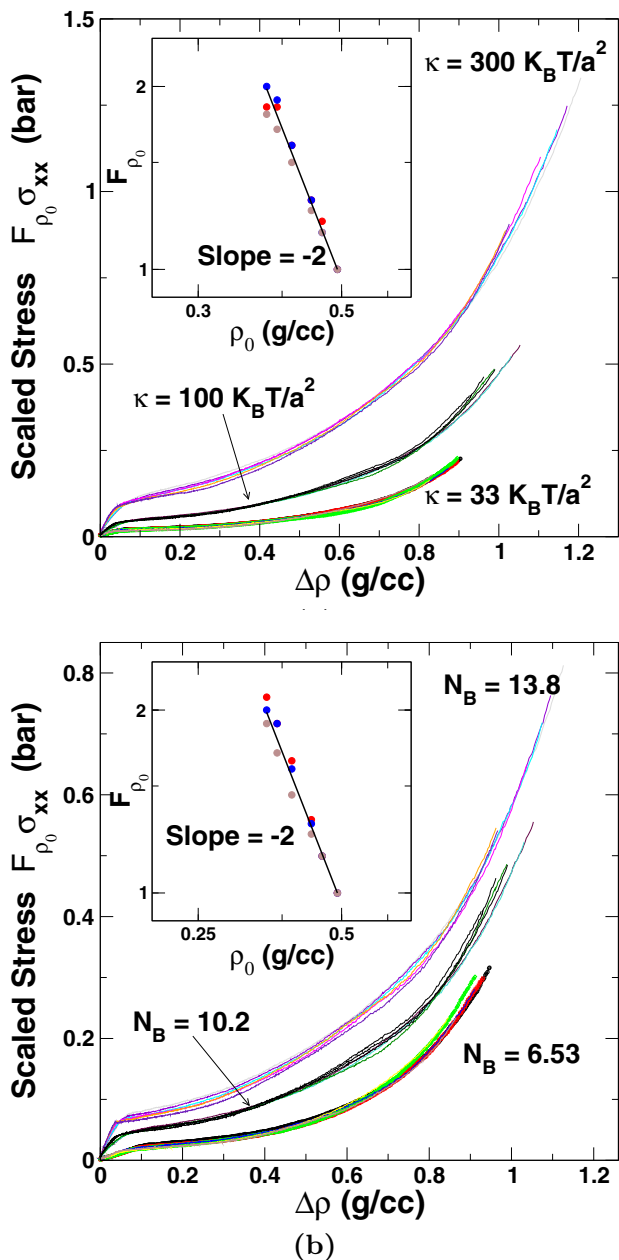 1.5
κ = 300 K_BT/a²
2
F_ρ₀
Slope = -2
1
0.3
0.5
ρ₀ (g/cc)
1
Scaled Stress F_ρ₀ σ_xx (bar)
0.5
κ = 100 K_BT/a²
κ = 33 K_BT/a²
0
0
0.2
0.4
0.6
0.8
1
1.2
Δρ (g/cc)
0.8
N_B = 13.8
2
F_ρ₀
Slope = -2
1
0.25
0.5
ρ₀ (g/cc)
0.6
Scaled Stress F_ρ₀ σ_xx (bar)
0.4
N_B = 10.2
0.2
N_B = 6.53
0
0
0.2
0.4
0.6
0.8
1
1.2
Δρ (g/cc)
(b)